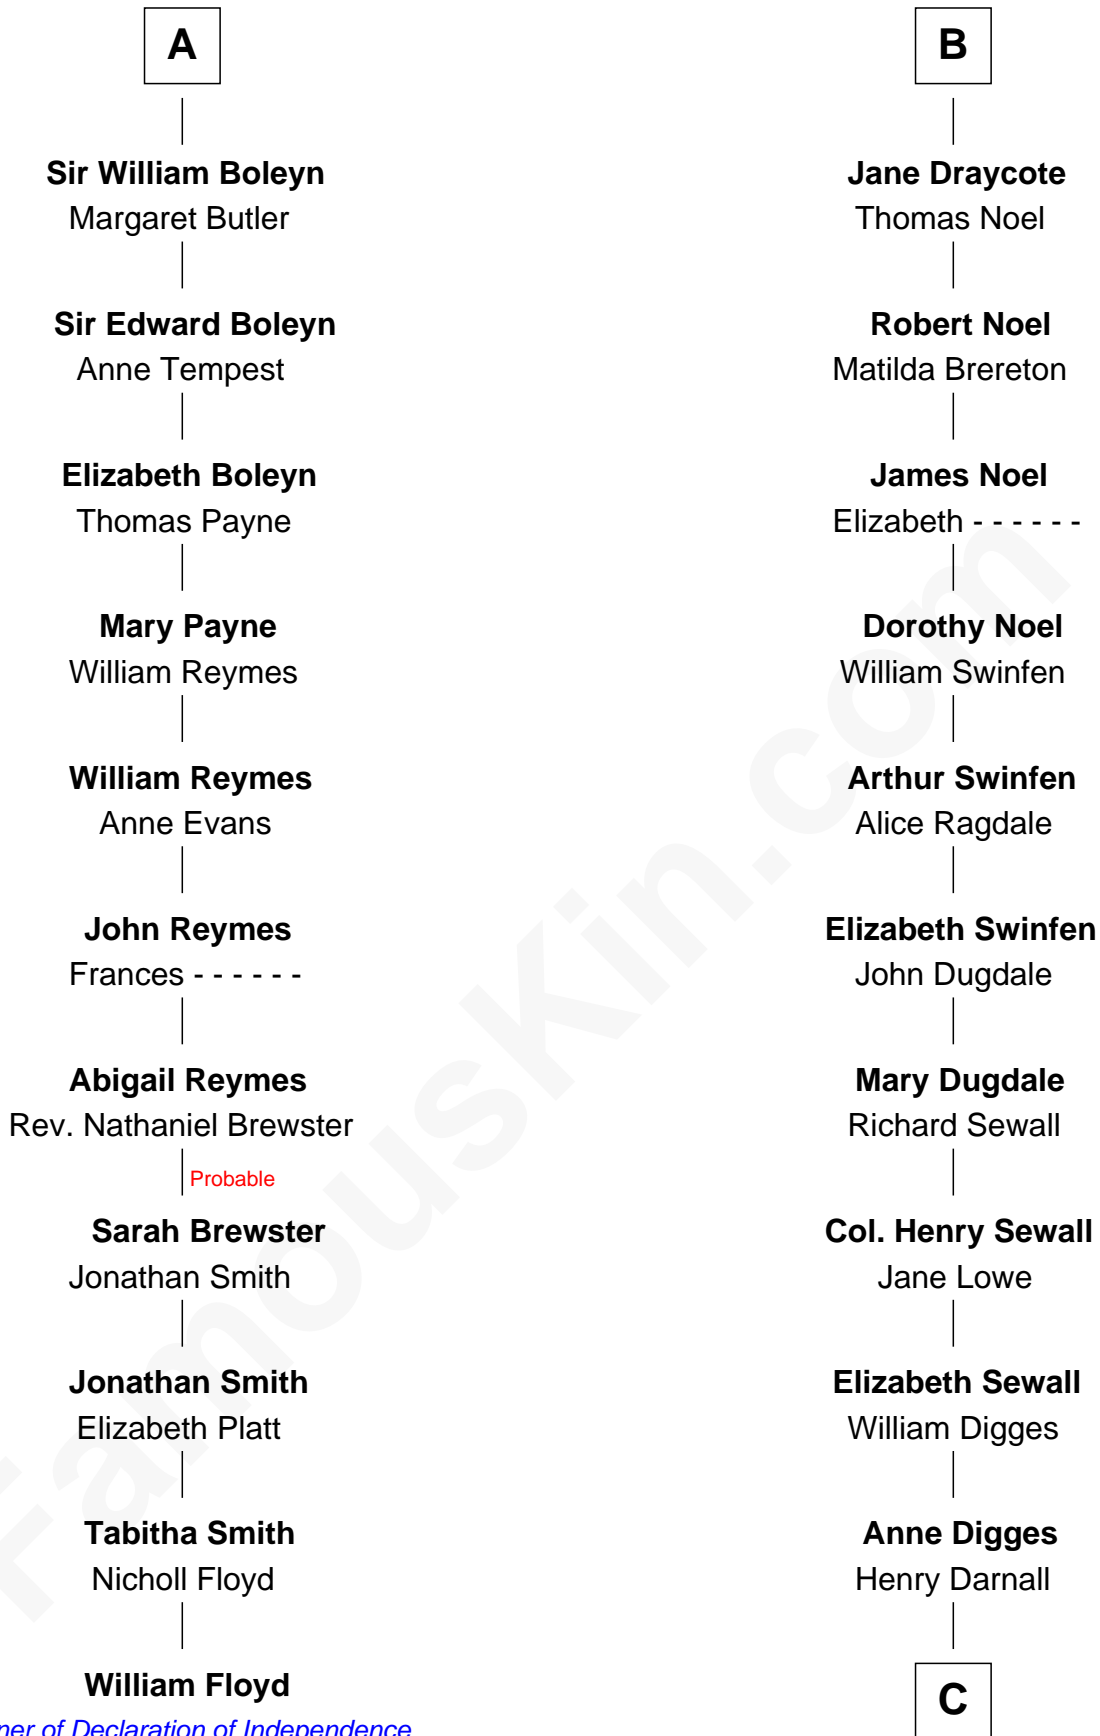 A
Sir William Boleyn
Margaret Butler
Sir Edward Boleyn
Anne Tempest
Elizabeth Boleyn
Thomas Payne
Mary Payne
William Reymes
William Reymes
Anne Evans
John Reymes
Frances - - - - - -
Abigail Reymes
Rev. Nathaniel Brewster
Probable
Sarah Brewster
Jonathan Smith
Jonathan Smith
Elizabeth Platt
Tabitha Smith
Nicholl Floyd
William Floyd
ner of Declaration of Independence
B
Jane Draycote
Thomas Noel
Robert Noel
Matilda Brereton
James Noel
Elizabeth - - - - - -
Dorothy Noel
William Swinfen
Arthur Swinfen
Alice Ragdale
Elizabeth Swinfen
John Dugdale
Mary Dugdale
Richard Sewall
Col. Henry Sewall
Jane Lowe
Elizabeth Sewall
William Digges
Anne Digges
Henry Darnall
C
FamousKin.com